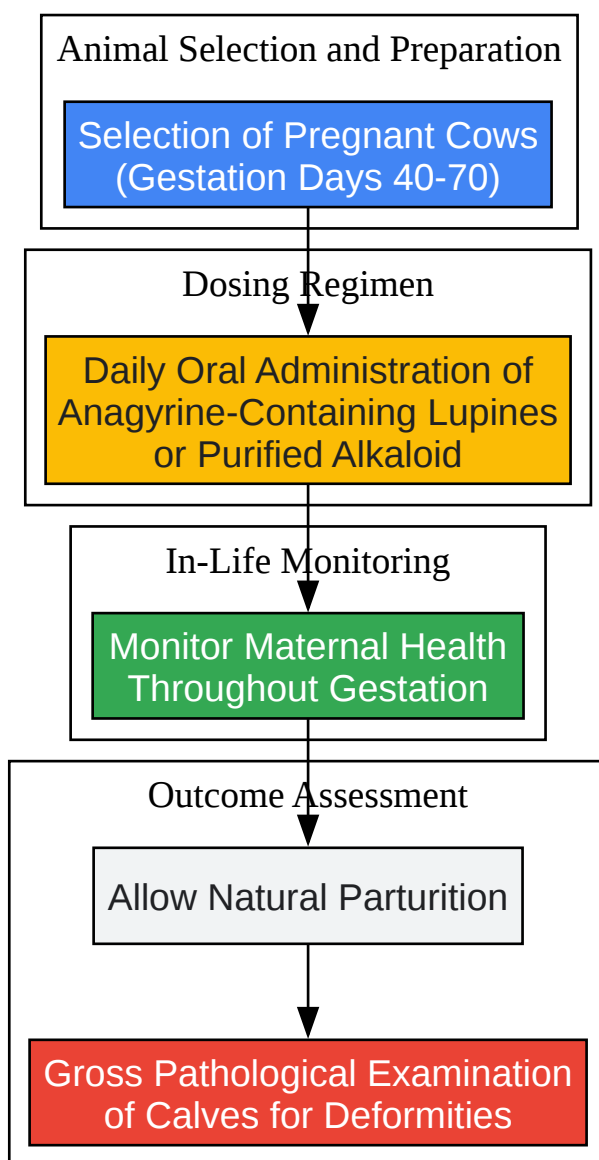 Animal Selection and Preparation
Selection of Pregnant Cows
(Gestation Days 40-70)
Dosing Regimen
Daily Oral Administration of
Anagyrine-Containing Lupines
or Purified Alkaloid
In-Life Monitoring
Monitor Maternal Health
Throughout Gestation
Outcome Assessment
Allow Natural Parturition
Gross Pathological Examination
of Calves for Deformities